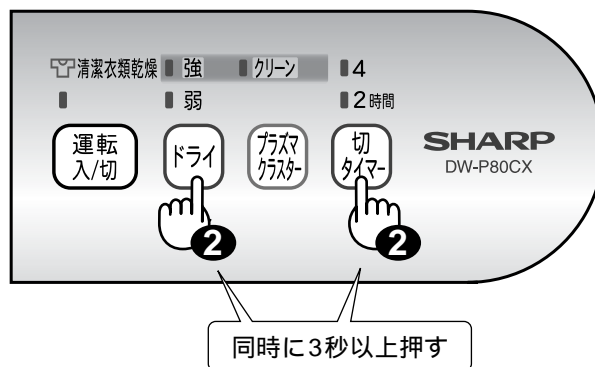 清潔衣類乾燥 強 クリーン 4
弱 2時間
運転
入/切
ドライ
プラズマ
クラスター
切
タイマー
SHARP
DW-P80CX
2
2
同時に3秒以上押す